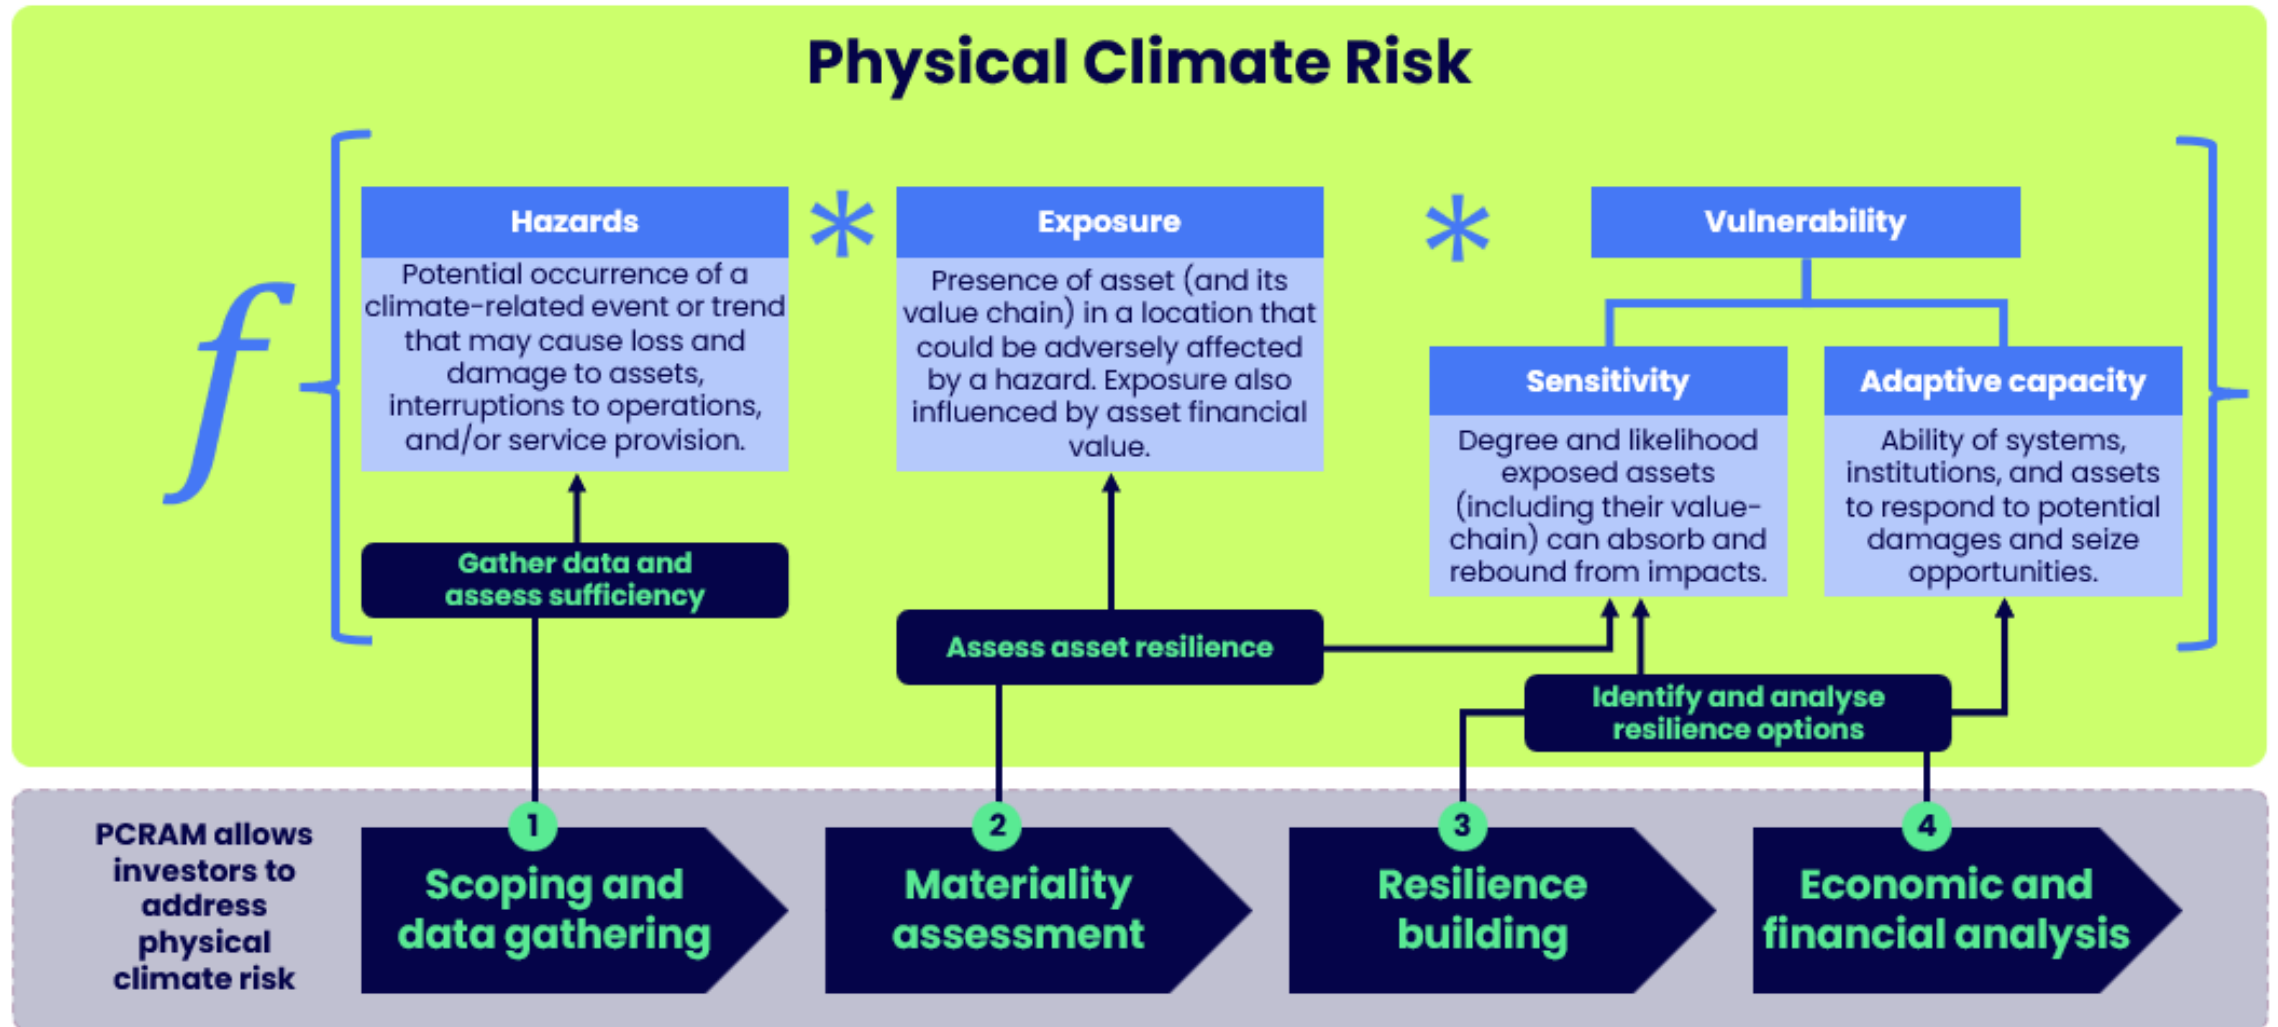 Physical Climate Risk
f
Hazards
Potential occurrence of a
climate-related event or trend
that may cause loss and
damage to assets,
interruptions to operations,
and/or service provision.
*
Exposure
Presence of asset (and its
value chain) in a location that
could be adversely affected
by a hazard. Exposure also
influenced by asset financial
value.
*
Vulnerability
Sensitivity
Degree and likelihood
exposed assets
(including their value-
chain) can absorb and
rebound from impacts.
Adaptive capacity
Ability of systems,
institutions, and assets
to respond to potential
damages and seize
opportunities.
Gather data and
assess sufficiency
Assess asset resilience
Identify and analyse
resilience options
PCRAM allows
investors to
address
physical
climate risk
1
Scoping and
data gathering
2
Materiality
assessment
3
Resilience
building
4
Economic and
financial analysis